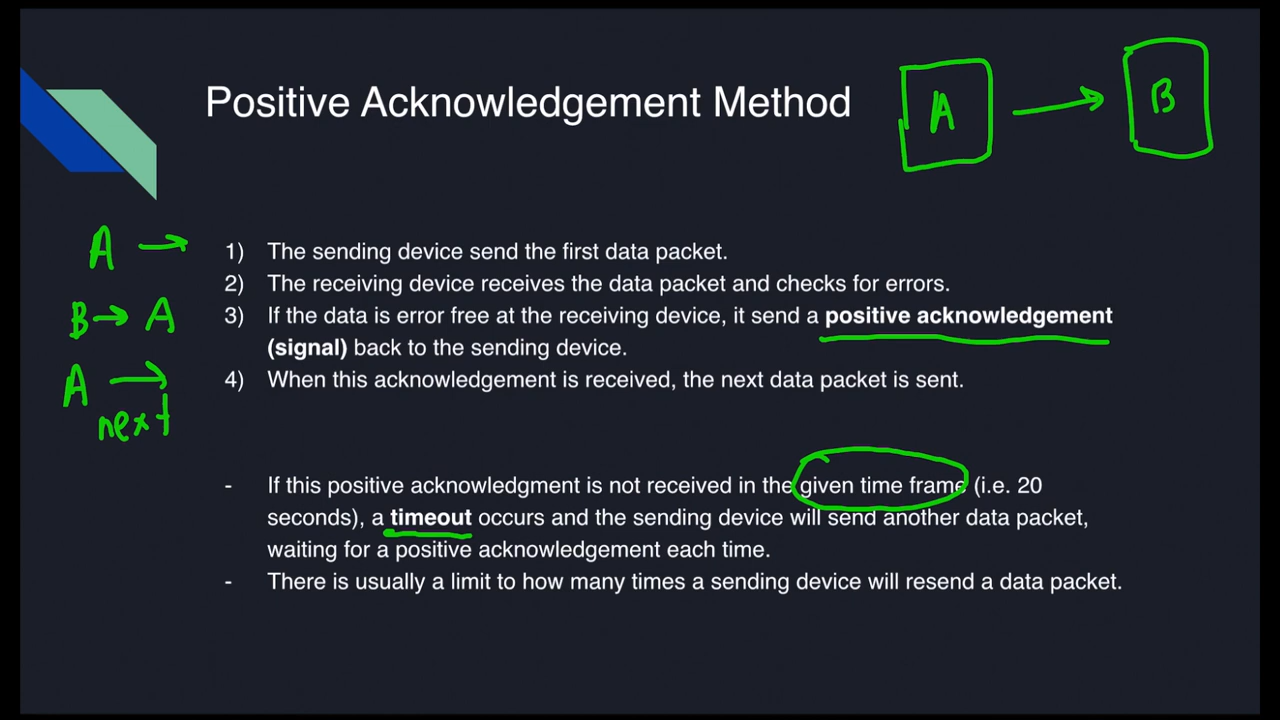 Positive Acknowledgement Method
A → B
A →
1) The sending device send the first data packet.
2) The receiving device receives the data packet and checks for errors.
B → A
3) If the data is error free at the receiving device, it send a positive acknowledgement
(signal) back to the sending device.
A →
next
4) When this acknowledgement is received, the next data packet is sent.
- If this positive acknowledgment is not received in the given time frame (i.e. 20
seconds), a timeout occurs and the sending device will send another data packet,
waiting for a positive acknowledgement each time.
- There is usually a limit to how many times a sending device will resend a data packet.